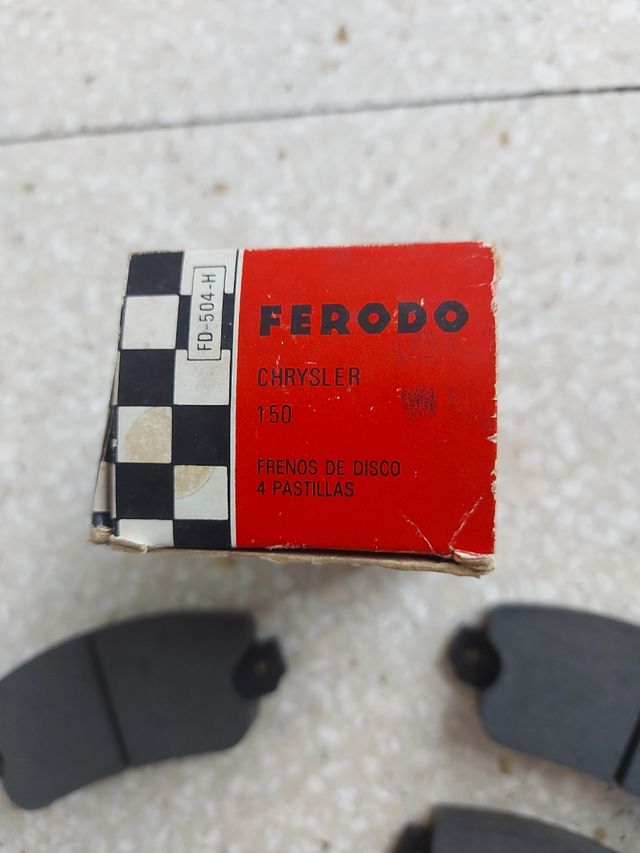 FD-504-H
FERODO
CHRYSLER
150
FRENOS DE DISCO
4 PASTILLAS